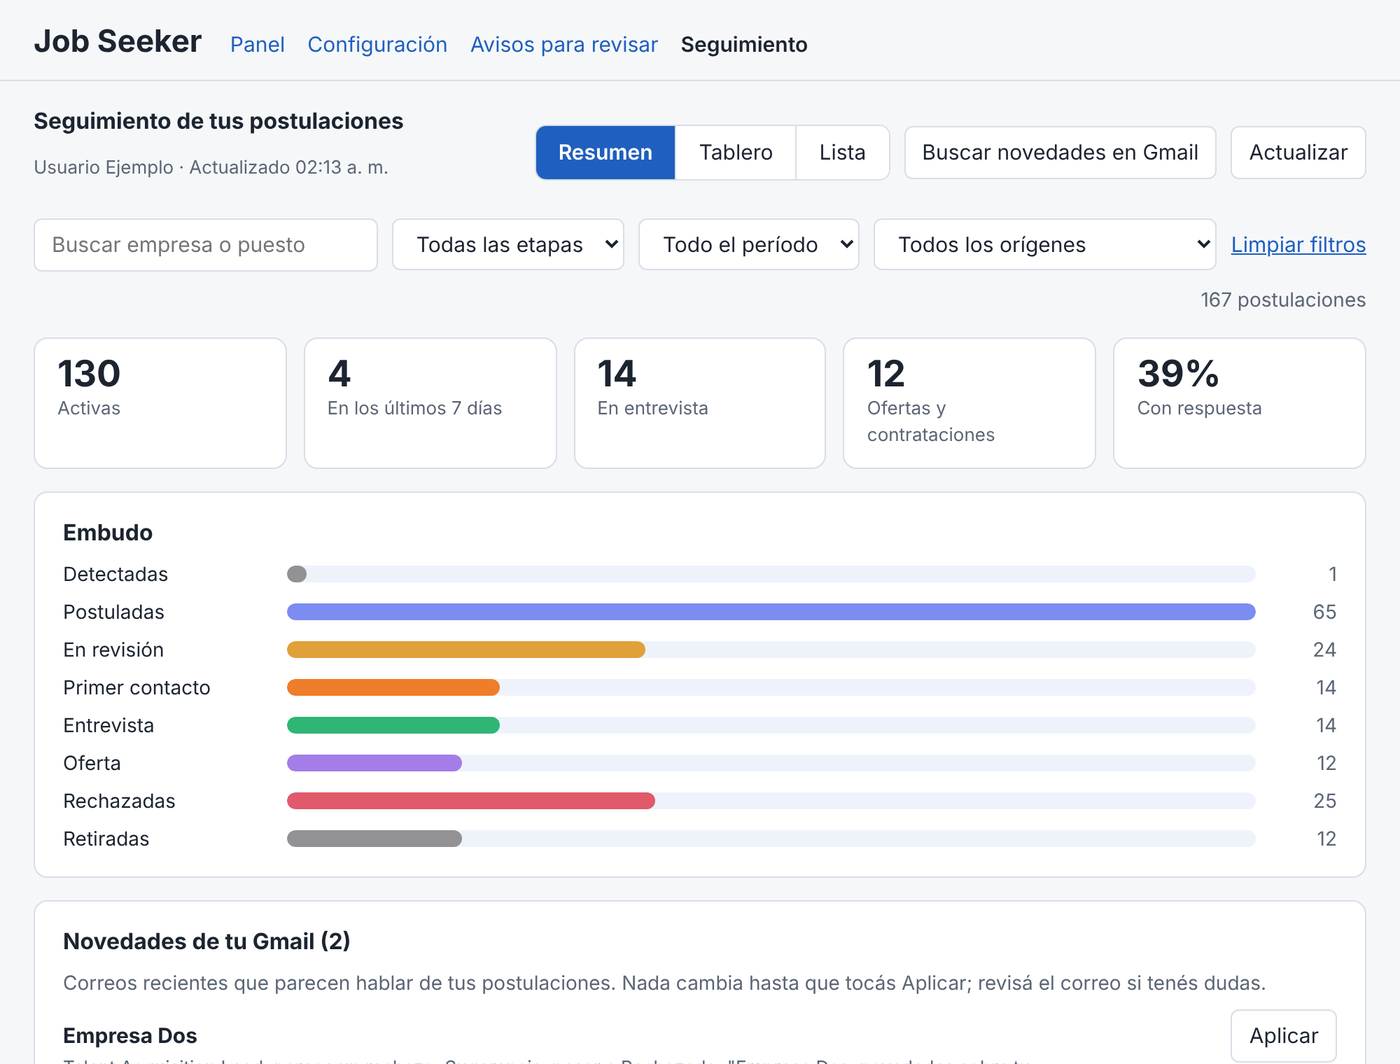 Job Seeker Panel Configuración Avisos para revisar Seguimiento
Seguimiento de tus postulaciones
Usuario Ejemplo · Actualizado 02:13 a. m.
Resumen Tablero Lista Buscar novedades en Gmail Actualizar
Buscar empresa o puesto Todas las etapas Todo el período Todos los orígenes Limpiar filtros
167 postulaciones
130
Activas
4
En los últimos 7 días
14
En entrevista
12
Ofertas y
contrataciones
39%
Con respuesta
Embudo
Detectadas 1
Postuladas 65
En revisión 24
Primer contacto 14
Entrevista 14
Oferta 12
Rechazadas 25
Retiradas 12
Novedades de tu Gmail (2)
Correos recientes que parecen hablar de tus postulaciones. Nada cambia hasta que tocás Aplicar; revisá el correo si tenés dudas.
Empresa Dos Aplicar